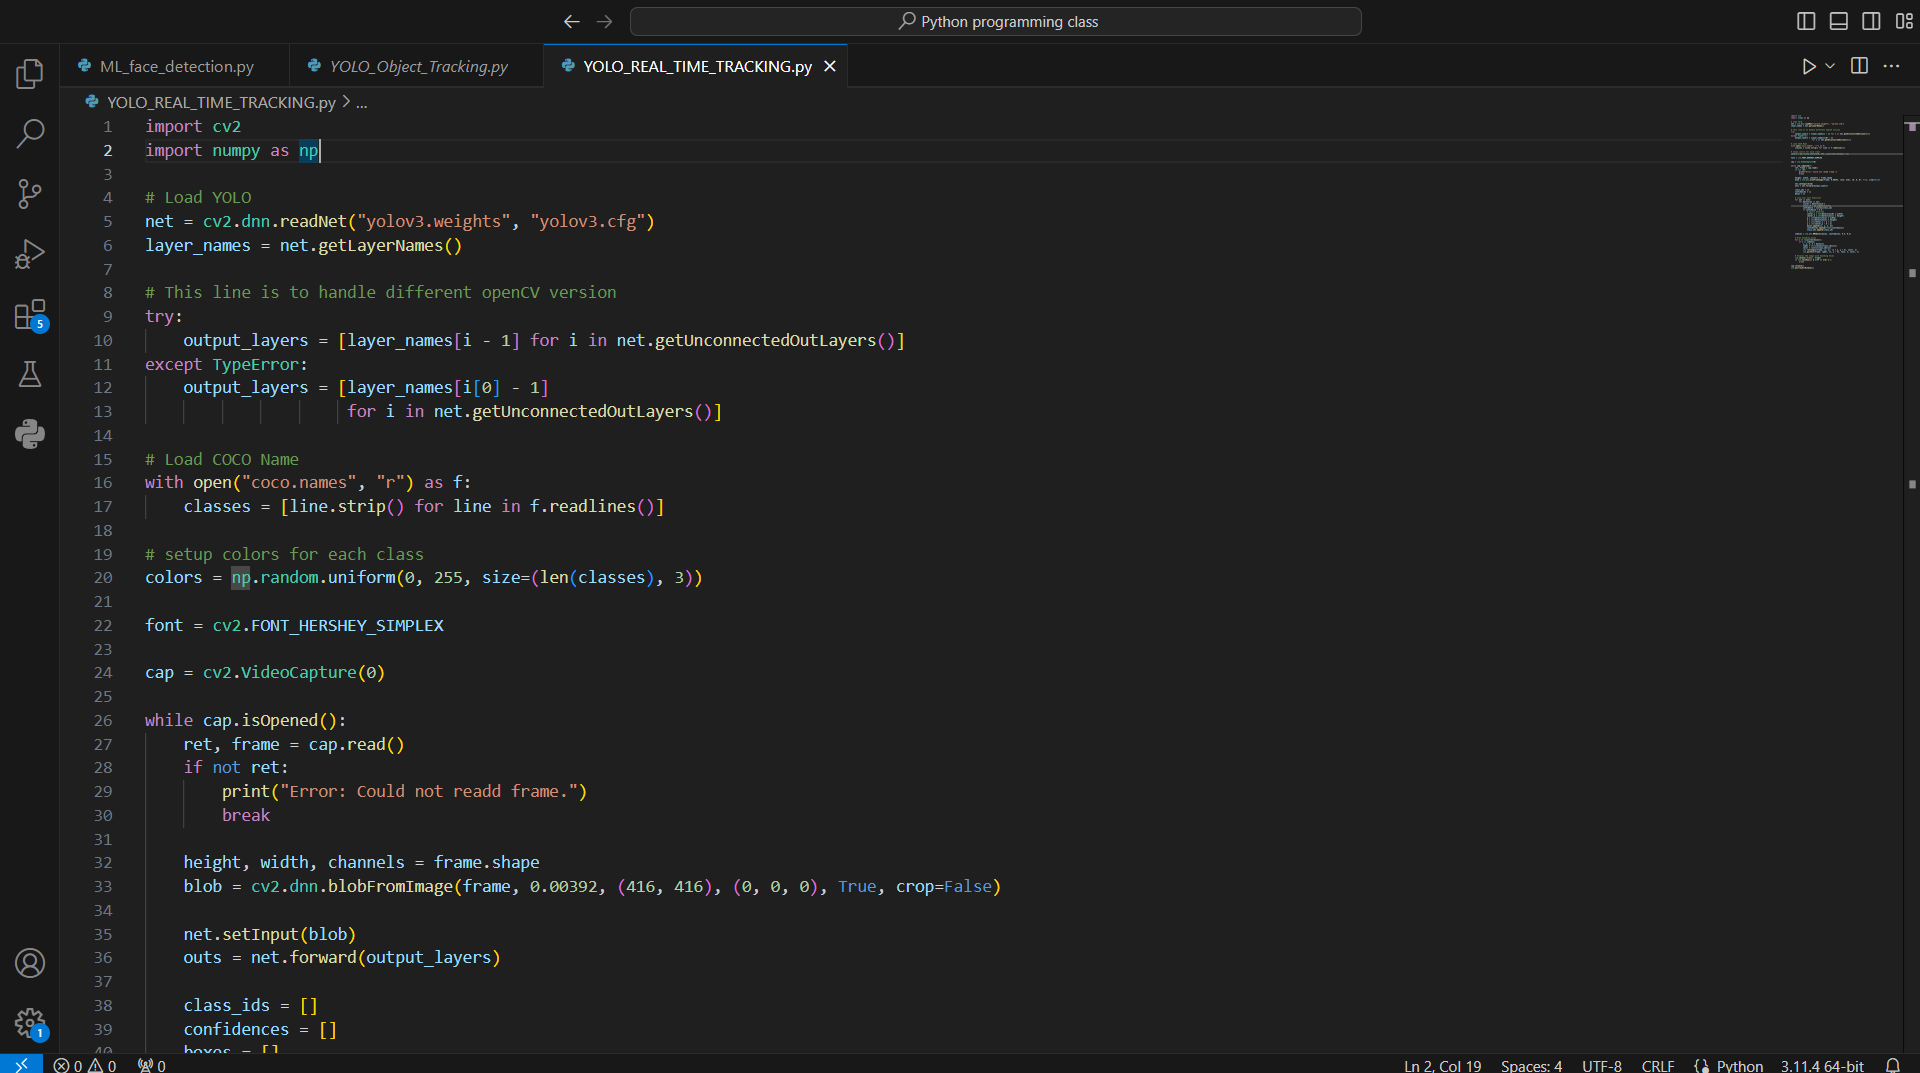 Python programming class
ML_face_detection.py YOLO_Object_Tracking.py YOLO_REAL_TIME_TRACKING.py
YOLO_REAL_TIME_TRACKING.py > ...
1 import cv2
2 import numpy as np
3
4 # Load YOLO
5 net = cv2.dnn.readNet("yolov3.weights", "yolov3.cfg")
6 layer_names = net.getLayerNames()
7
8 # This line is to handle different openCV version
9 try:
10     output_layers = [layer_names[i - 1] for i in net.getUnconnectedOutLayers()]
11 except TypeError:
12     output_layers = [layer_names[i[0] - 1]
13                      for i in net.getUnconnectedOutLayers()]
14
15 # Load COCO Name
16 with open("coco.names", "r") as f:
17     classes = [line.strip() for line in f.readlines()]
18
19 # setup colors for each class
20 colors = np.random.uniform(0, 255, size=(len(classes), 3))
21
22 font = cv2.FONT_HERSHEY_SIMPLEX
23
24 cap = cv2.VideoCapture(0)
25
26 while cap.isOpened():
27     ret, frame = cap.read()
28     if not ret:
29         print("Error: Could not readd frame.")
30         break
31
32     height, width, channels = frame.shape
33     blob = cv2.dnn.blobFromImage(frame, 0.00392, (416, 416), (0, 0, 0), True, crop=False)
34
35     net.setInput(blob)
36     outs = net.forward(output_layers)
37
38     class_ids = []
39     confidences = []
40     boxes = []
5
1
0 0 0 Ln 2, Col 19 Spaces: 4 UTF-8 CRLF Python 3.11.4 64-bit